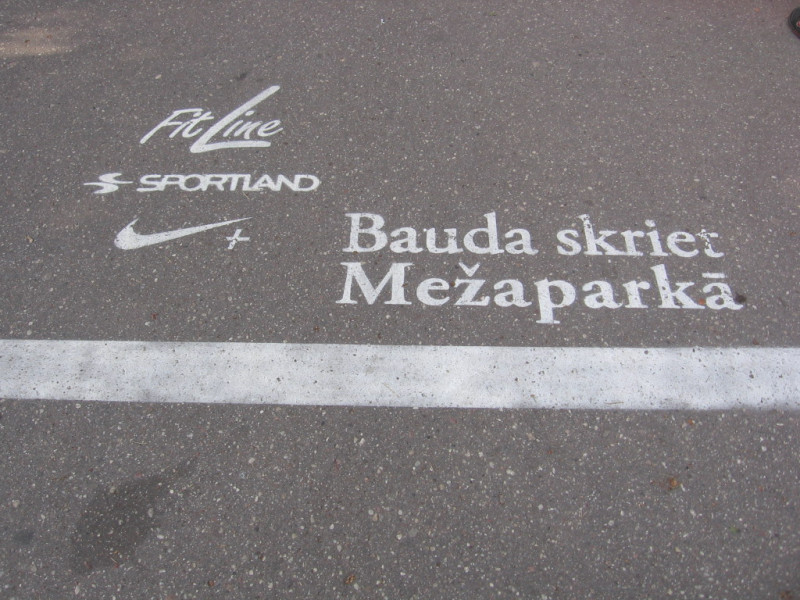 FitLine
SPORTLAND
+
Bauda skriet
Mežaparkā